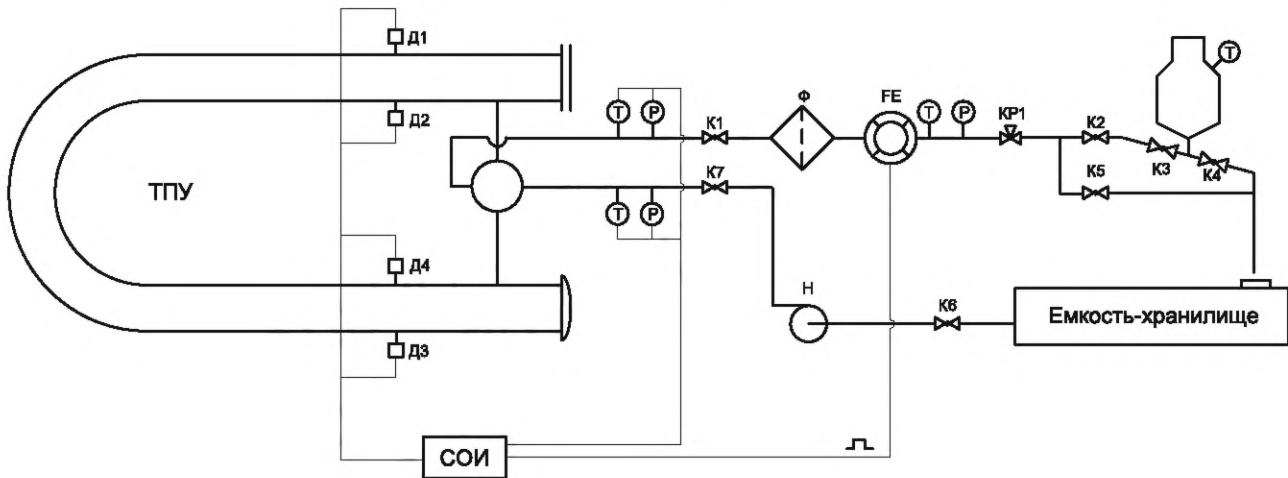 Д1
Д2
ТПУ
Д4
Д3
СОИ
T
P
К1
Ф
FE
T
P
КР1
К2
К3
К4
T
К5
T
P
К7
Н
К6
Емкость-хранилище